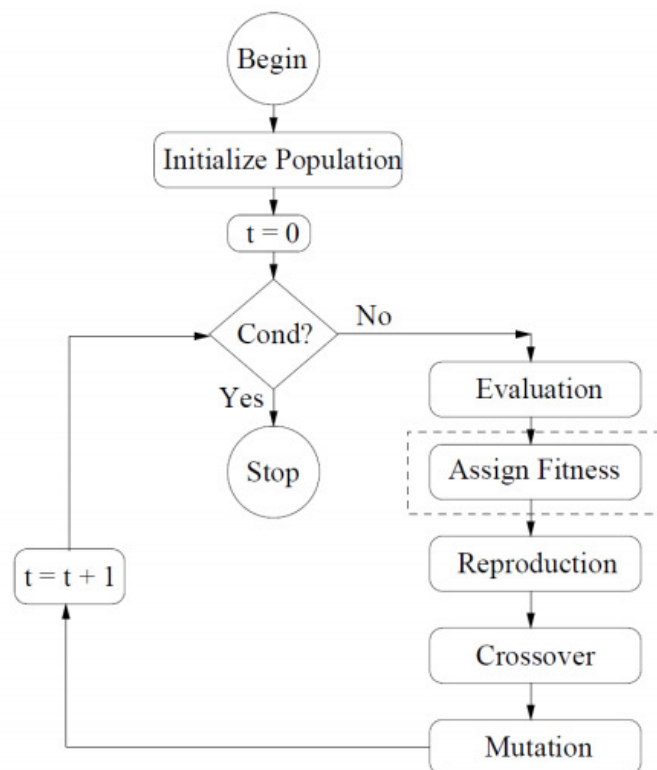 Begin
Initialize Population
t = 0
Cond?
No
Yes
Stop
Evaluation
Assign Fitness
Reproduction
Crossover
Mutation
t = t + 1